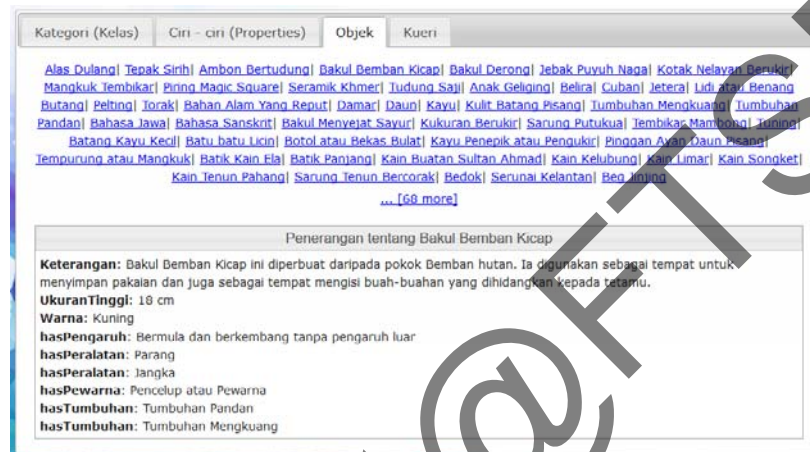 Kategori (Kelas) Ciri - ciri (Properties) Objek Kueri
Alas Dulang| Tepak Sirih| Ambon Bertudung| Bakul Bemban Kicap| Bakul Derong| Jebak Puyuh Naga| Kotak Nelayan Berukir|
Mangkuk Tembikar| Piring Magic Square| Seramik Khmer| Tudung Saji| Anak Geliging| Belira| Cuban| Jetera| Lidi atau Benang
Butang| Pelting| Torak| Bahan Alam Yang Reput| Damar| Daun| Kayu| Kulit Batang Pisang| Tumbuhan Mengkuang| Tumbuhan
Pandan| Bahasa Jawa| Bahasa Sanskrit| Bakul Menyejat Sayur| Kukuran Berukir| Sarung Putukua| Tembikar Mambong| Tuning|
Batang Kayu Kecil| Batu batu Licin| Botol atau Bekas Bulat| Kayu Penepik atau Pengukir| Pinggan Ayan Daun Pisang|
Tempurung atau Mangkuk| Batik Kain Ela| Batik Panjang| Kain Buatan Sultan Ahmad| Kain Kelubung| Kain Limar| Kain Songket|
Kain Tenun Pahang| Sarung Tenun Bercorak| Bedok| Serunai Kelantan| Beg Jinjing
... [68 more]
Penerangan tentang Bakul Bemban Kicap
Keterangan: Bakul Bemban Kicap ini diperbuat daripada pokok Bemban hutan. Ia digunakan sebagai tempat untuk
menyimpan pakaian dan juga sebagai tempat mengisi buah-buahan yang dihidangkan kepada tetamu.
UkuranTinggi: 18 cm
Warna: Kuning
hasPengaruh: Bermula dan berkembang tanpa pengaruh luar
hasPeralatan: Parang
hasPeralatan: Jangka
hasPewarna: Pencelup atau Pewarna
hasTumbuhan: Tumbuhan Pandan
hasTumbuhan: Tumbuhan Mengkuang
@FTS